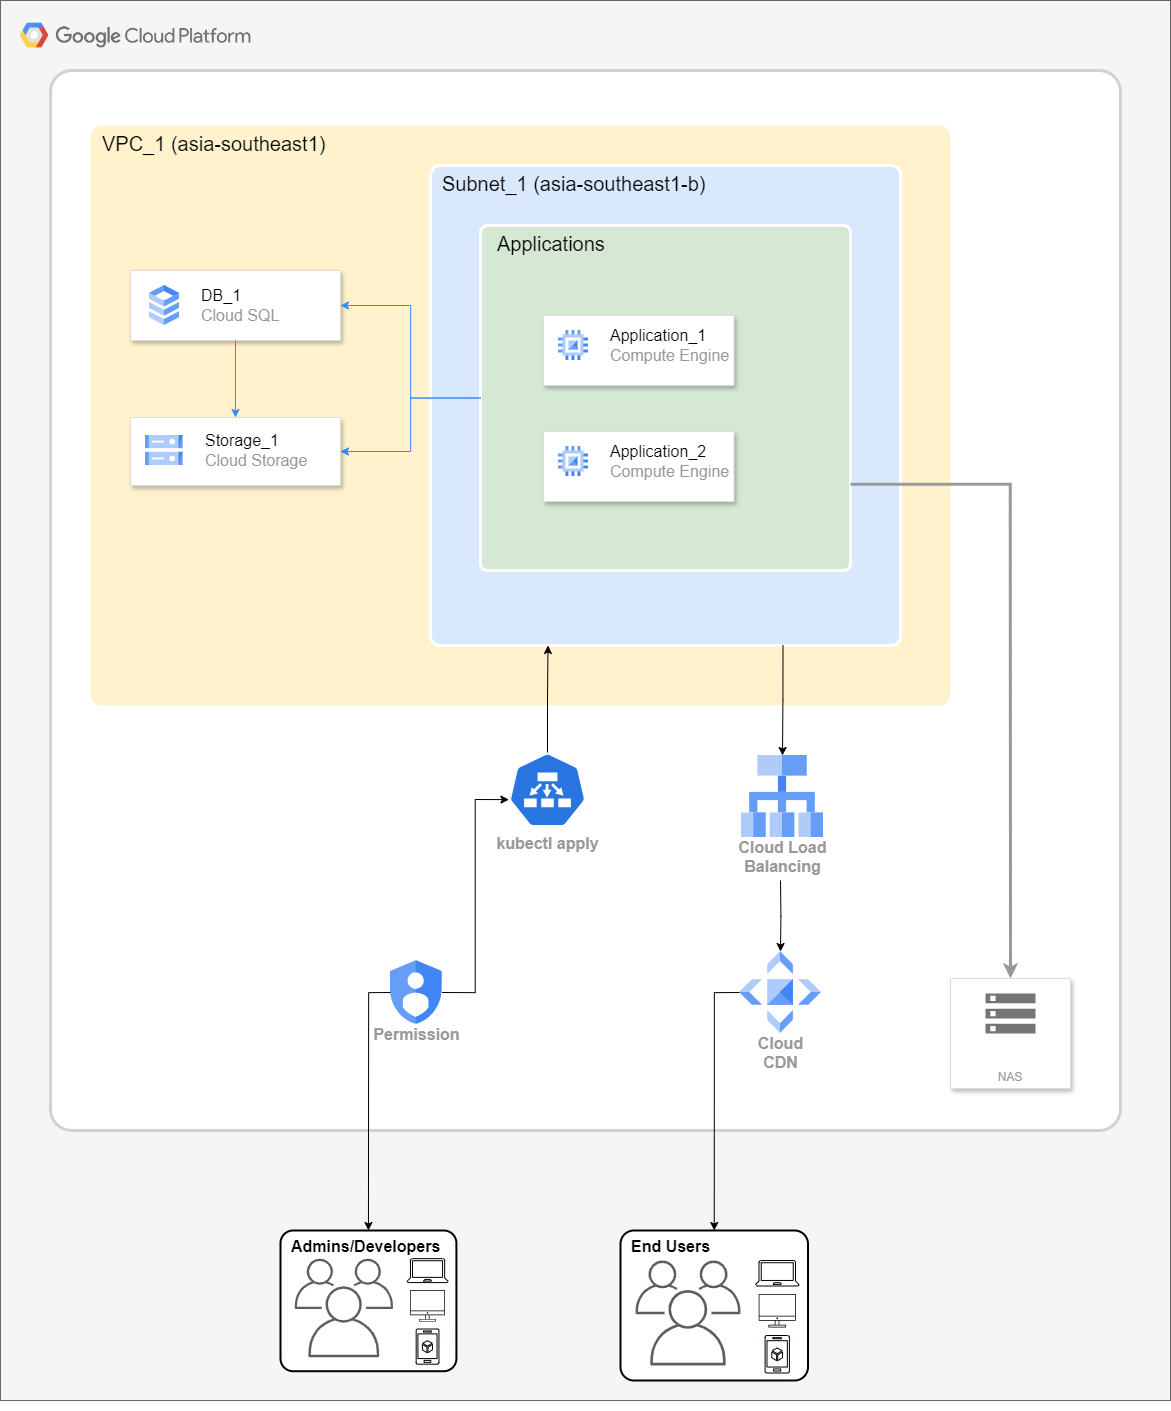 Google Cloud Platform
VPC_1 (asia-southeast1)
Subnet_1 (asia-southeast1-b)
Applications
DB_1
Cloud SQL
Application_1
Compute Engine
Storage_1
Cloud Storage
Application_2
Compute Engine
kubectl apply
Cloud Load
Balancing
Permission
Cloud
CDN
NAS
Admins/Developers
End Users